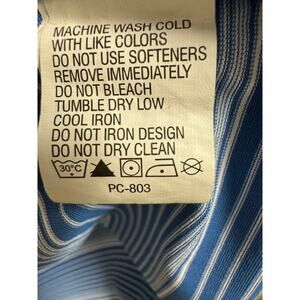 MACHINE WASH COLD
WITH LIKE COLORS
DO NOT USE SOFTENERS
REMOVE IMMEDIATELY
DO NOT BLEACH
TUMBLE DRY LOW
COOL IRON
DO NOT IRON DESIGN
DO NOT DRY CLEAN
30°C
PC-803